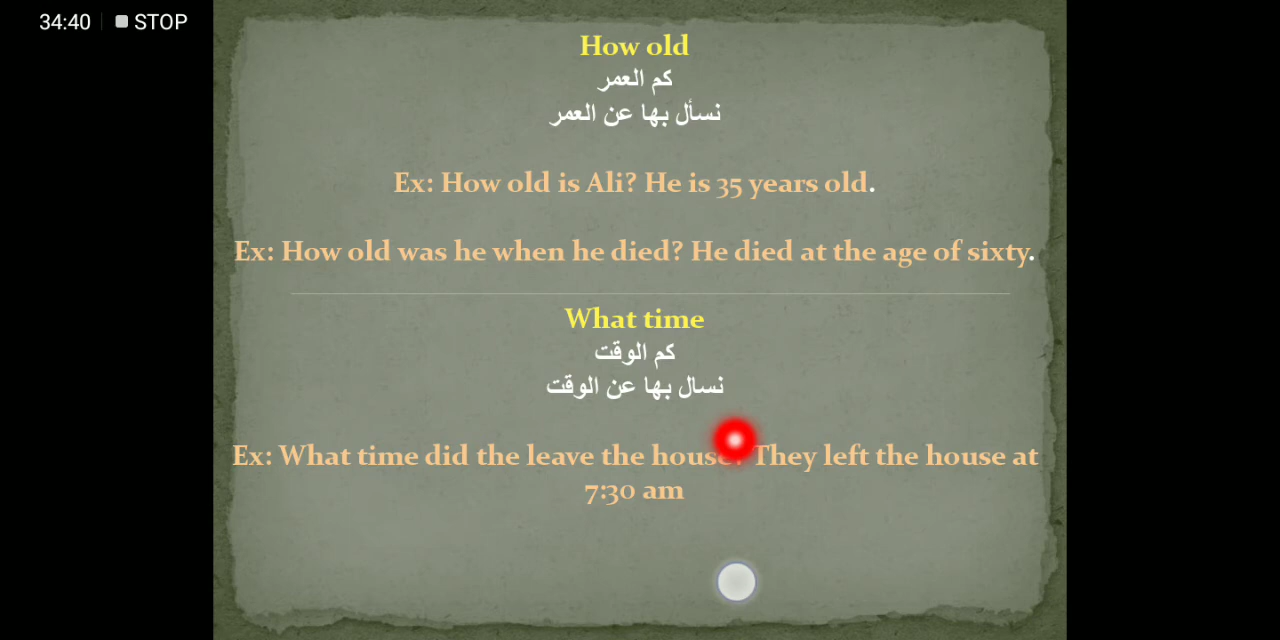 34:40 STOP
How old
كم العمر
نسأل بها عن العمر
Ex: How old is Ali? He is 35 years old.
Ex: How old was he when he died? He died at the age of sixty.
What time
كم الوقت
نسال بها عن الوقت
Ex: What time did the leave the house? They left the house at
7:30 am